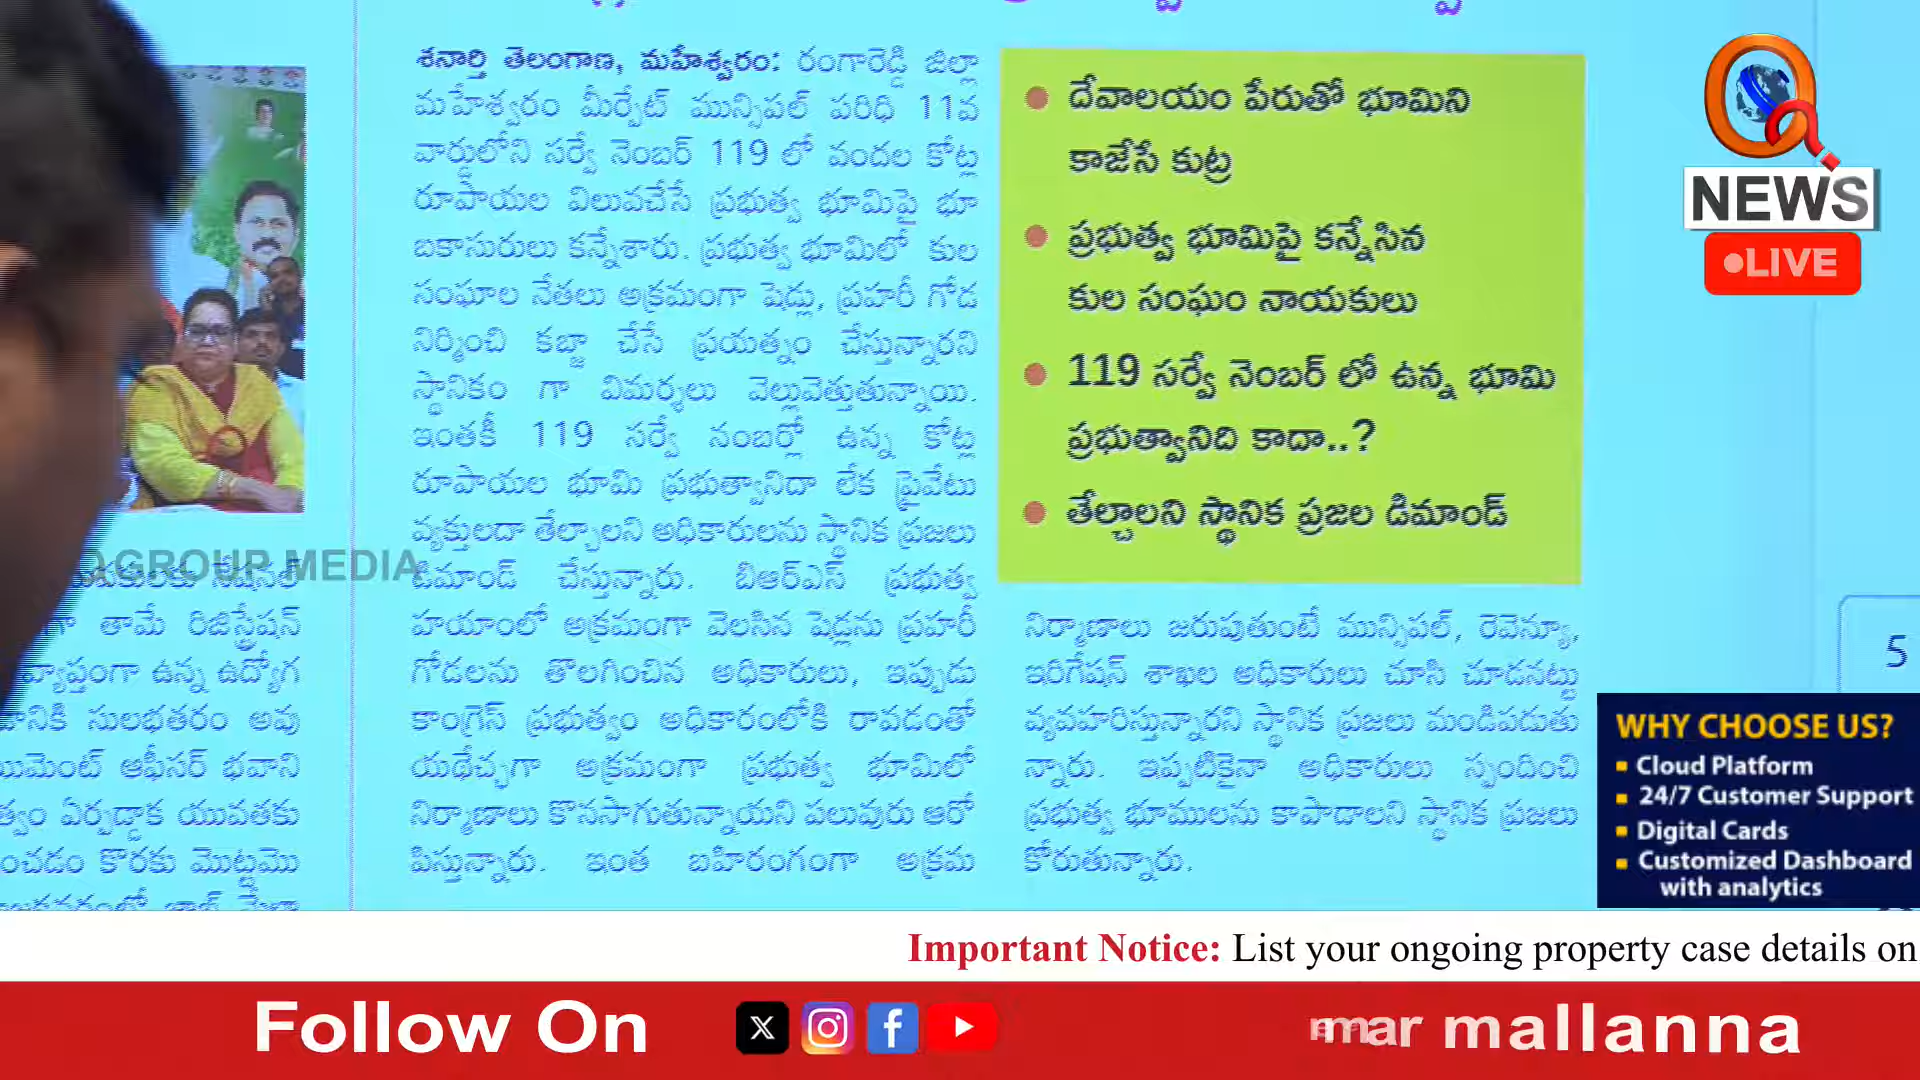 శనార్తి తెలంగాణ, మహేశ్వరం: రంగారెడ్డి జిల్లా
మహేశ్వరం మీర్పేట్ మున్సిపల్ పరిధి 11వ
వార్డులోని సర్వే నెంబర్ 119 లో వందల కోట్ల
రూపాయల విలువచేసే ప్రభుత్వ భూమిపై భూ
బకాసురులు కన్నేశారు. ప్రభుత్వ భూమిలో కుల
సంఘాల నేతలు అక్రమంగా షెడ్లు, ప్రహరీ గోడ
నిర్మించి కబ్జా చేసే ప్రయత్నం చేస్తున్నారని
స్థానికం గా విమర్శలు వెల్లువెత్తుతున్నాయి.
ఇంతకీ 119 సర్వే నంబర్లో ఉన్న కోట్ల
రూపాయల భూమి ప్రభుత్వానిదా లేక ప్రైవేటు
వ్యక్తులదా తేల్చాలని అధికారులను స్థానిక ప్రజలు
డిమాండ్ చేస్తున్నారు. బిఆర్ఎస్ ప్రభుత్వ
హయాంలో అక్రమంగా వెలసిన షెడ్లను ప్రహరీ
గోడలను తొలగించిన అధికారులు, ఇప్పుడు
కాంగ్రెస్ ప్రభుత్వం అధికారంలోకి రావడంతో
యథేచ్ఛగా అక్రమంగా ప్రభుత్వ భూమిలో
నిర్మాణాలు కొనసాగుతున్నాయని పలువురు ఆరో
పిస్తున్నారు. ఇంత బహిరంగంగా అక్రమ
దేవాలయం పేరుతో భూమిని
కాజేసే కుట్ర
ప్రభుత్వ భూమిపై కన్నేసిన
కుల సంఘం నాయకులు
119 సర్వే నెంబర్ లో ఉన్న భూమి
ప్రభుత్వానిది కాదా..?
తేల్చాలని స్థానిక ప్రజల డిమాండ్
నిర్మాణాలు జరుపుతుంటే మున్సిపల్, రెవెన్యూ,
ఇరిగేషన్ శాఖల అధికారులు చూసి చూడనట్టు
వ్యవహరిస్తున్నారని స్థానిక ప్రజలు మండిపడుతు
న్నారు. ఇప్పటికైనా అధికారులు స్పందించి
ప్రభుత్వ భూములను కాపాడాలని స్థానిక ప్రజలు
కోరుతున్నారు.
GROUP MEDIA
తామే రిజిస్ట్రేషన్
ఉన్న ఉద్యోగ
సులభతరం అవు
ఆఫీసర్ భవాని
ఏర్పడ్డాక యువతకు
కొరకు మొట్టమొ
NEWS
LIVE
5
WHY CHOOSE US?
Cloud Platform
24/7 Customer Support
Digital Cards
Customized Dashboard
with analytics
Important Notice: List your ongoing property case details on
Follow On
mar mallanna